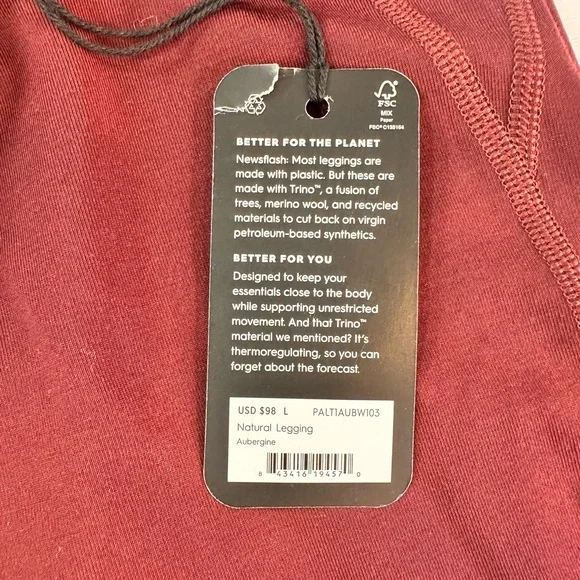 FSC
MIX
Paper
FSC® C135164
BETTER FOR THE PLANET
Newsflash: Most leggings are
made with plastic. But these are
made with Trino™, a fusion of
trees, merino wool, and recycled
materials to cut back on virgin
petroleum-based synthetics.
BETTER FOR YOU
Designed to keep your
essentials close to the body
while supporting unrestricted
movement. And that Trino™
material we mentioned? It's
thermoregulating, so you can
forget about the forecast.
USD $98 L PALT1AUBW103
Natural Legging
Aubergine
8 43416 19457 0